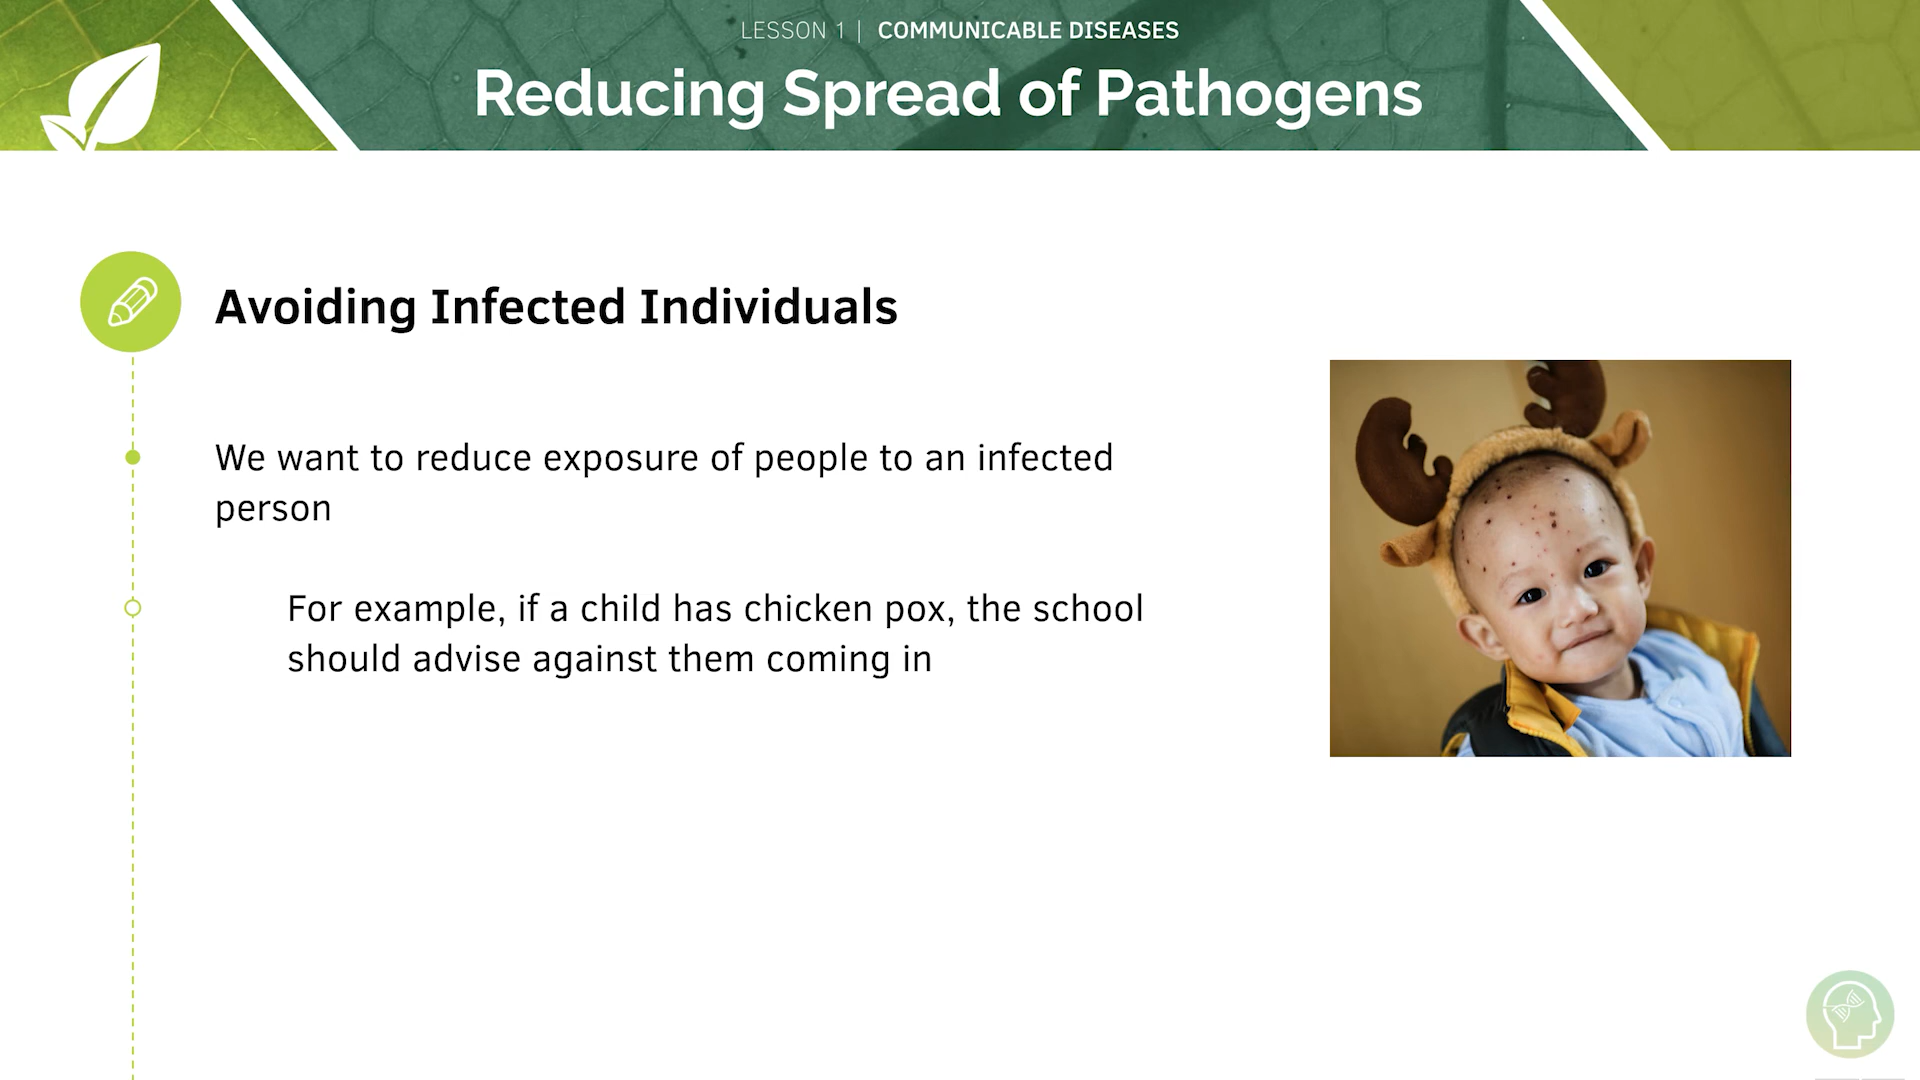 LESSON 1 | COMMUNICABLE DISEASES
Reducing Spread of Pathogens
Avoiding Infected Individuals
We want to reduce exposure of people to an infected
person
For example, if a child has chicken pox, the school
should advise against them coming in